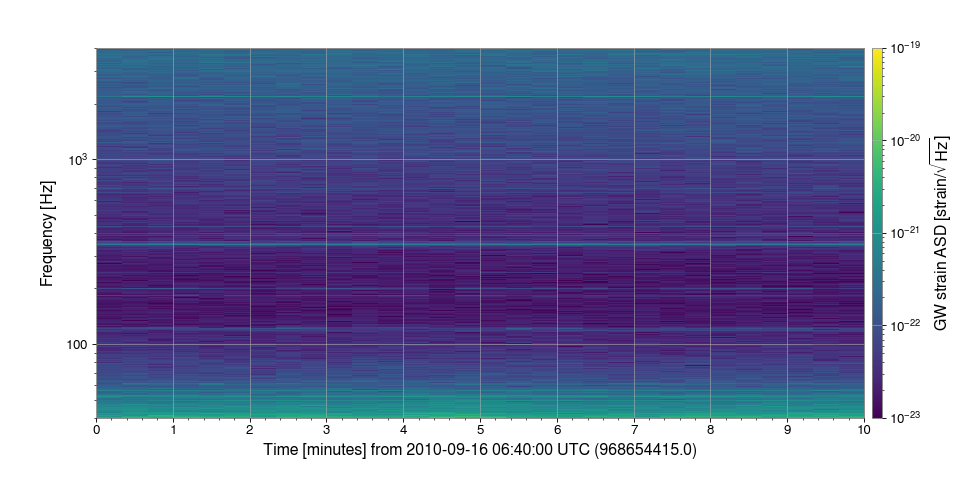 10⁻¹⁹
10⁻²⁰
10⁻²¹
10⁻²²
10⁻²³
GW strain ASD [strain/√Hz]
10³
100
Frequency [Hz]
0 1 2 3 4 5 6 7 8 9 10
Time [minutes] from 2010-09-16 06:40:00 UTC (968654415.0)